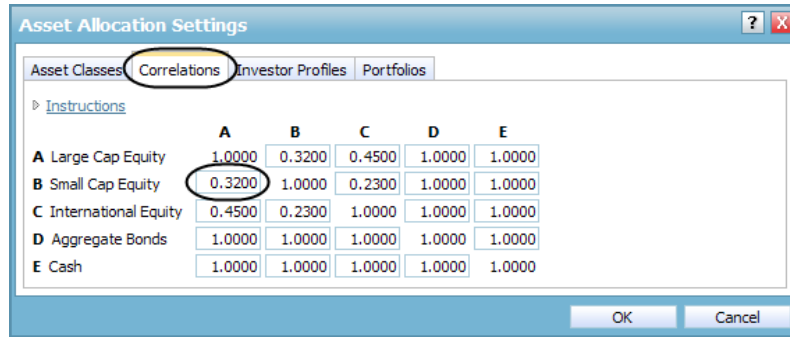 Asset Allocation Settings ? X
Asset Classes Correlations Investor Profiles Portfolios
Instructions
A B C D E
A Large Cap Equity 1.0000 0.3200 0.4500 1.0000 1.0000
B Small Cap Equity 0.3200 1.0000 0.2300 1.0000 1.0000
C International Equity 0.4500 0.2300 1.0000 1.0000 1.0000
D Aggregate Bonds 1.0000 1.0000 1.0000 1.0000 1.0000
E Cash 1.0000 1.0000 1.0000 1.0000 1.0000
OK Cancel